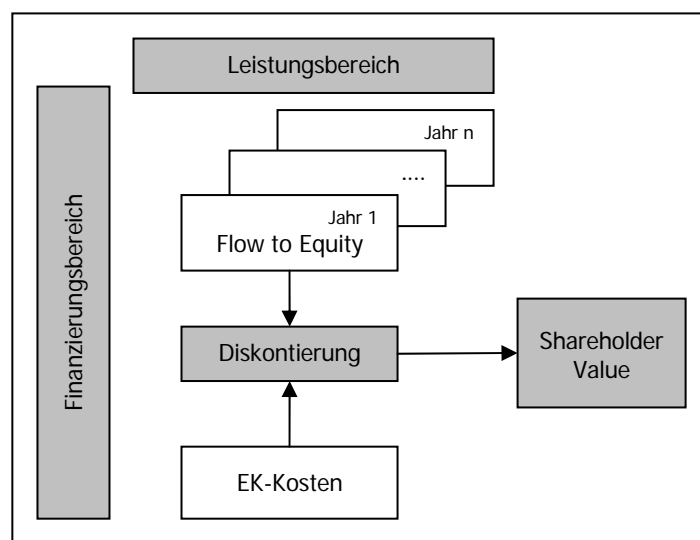 Leistungsbereich
Finanzierungsbereich
Jahr n
....
Jahr 1
Flow to Equity
Diskontierung
Shareholder
Value
EK-Kosten